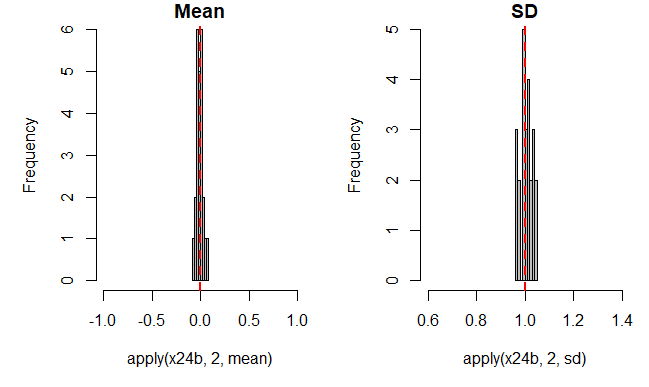 Mean
SD
Frequency
0
1
2
3
4
5
6
-1.0 -0.5 0.0 0.5 1.0
apply(x24b, 2, mean)
Frequency
0
1
2
3
4
5
0.6 0.8 1.0 1.2 1.4
apply(x24b, 2, sd)